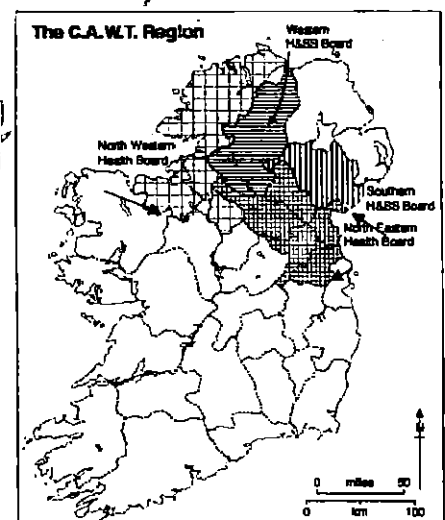 The C.A.W.T. Region
Western
H&SS Board
North Western
Health Board
Southern
H&SS Board
North Eastern
Health Board
0 miles 50
0 km 100